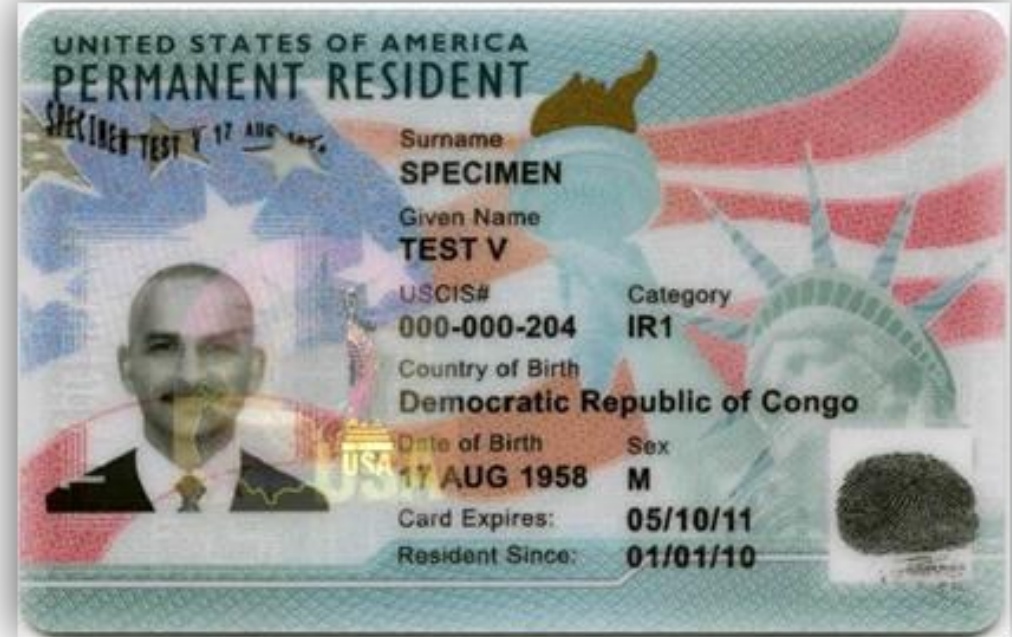 UNITED STATES OF AMERICA
PERMANENT RESIDENT
SPECIMEN TEST V 17 AUG
Surname
SPECIMEN
Given Name
TEST V
USCIS# Category
000-000-204 IR1
Country of Birth
Democratic Republic of Congo
Date of Birth Sex
17 AUG 1958 M
USA
USA
Card Expires: 05/10/11
Resident Since: 01/01/10